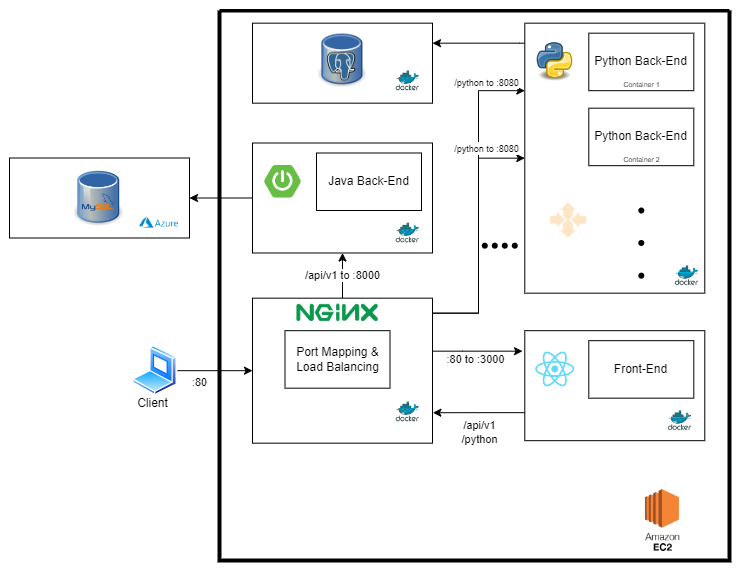 docker
/python to :8080
Python Back-End
Container 1
/python to :8080
Python Back-End
Container 2
docker
Java Back-End
docker
MySQL
Azure
/api/v1 to :8000
NGINX
Port Mapping &
Load Balancing
docker
:80
Client
:80 to :3000
Front-End
docker
/api/v1
/python
Amazon
EC2